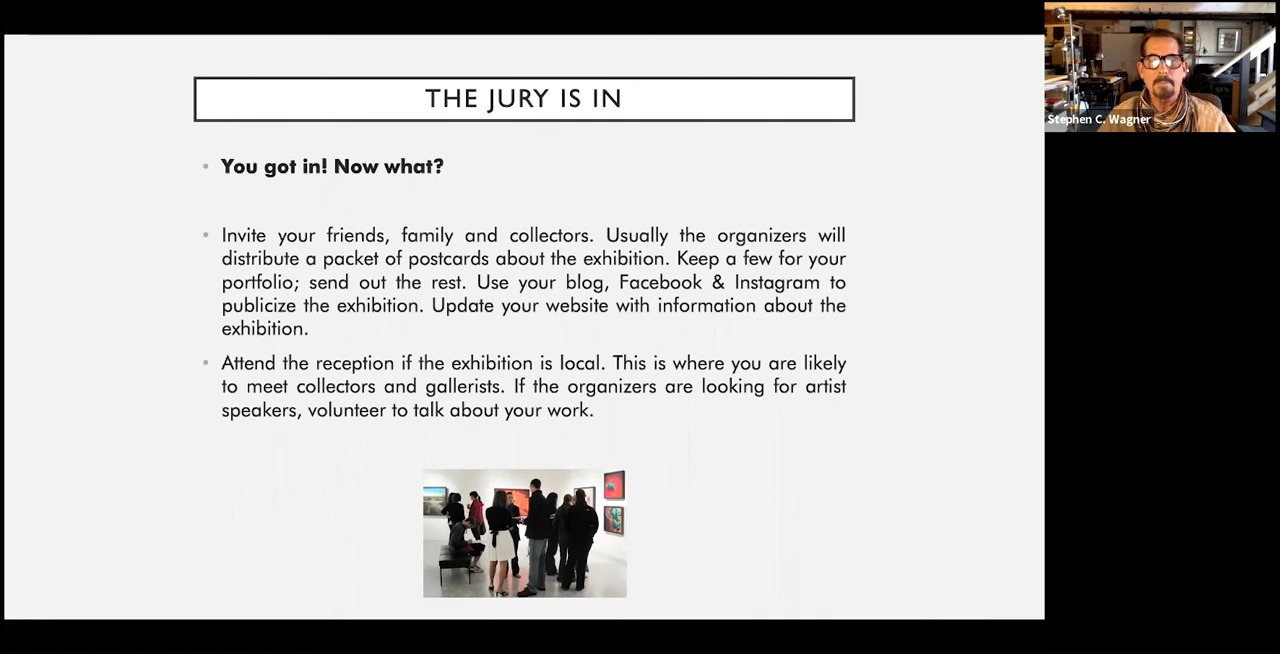 THE JURY IS IN
Stephen C. Wagner
• You got in! Now what?
• Invite your friends, family and collectors. Usually the organizers will
distribute a packet of postcards about the exhibition. Keep a few for your
portfolio; send out the rest. Use your blog, Facebook & Instagram to
publicize the exhibition. Update your website with information about the
exhibition.
• Attend the reception if the exhibition is local. This is where you are likely
to meet collectors and gallerists. If the organizers are looking for artist
speakers, volunteer to talk about your work.